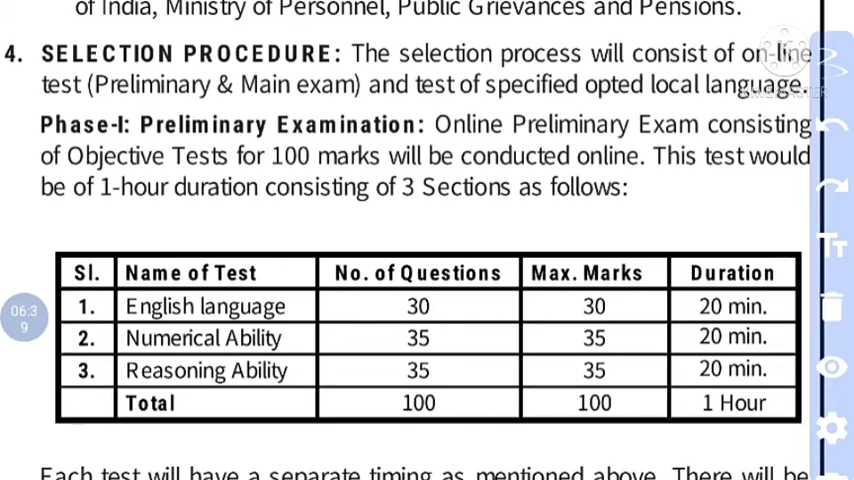 of India, Ministry of Personnel, Public Grievances and Pensions.
4. SELECTION PROCEDURE: The selection process will consist of on-line
test (Preliminary & Main exam) and test of specified opted local language.
Phase-I: Preliminary Examination: Online Preliminary Exam consisting
of Objective Tests for 100 marks will be conducted online. This test would
be of 1-hour duration consisting of 3 Sections as follows:
Sl. Name of Test No. of Questions Max. Marks Duration
1. English language 30 30 20 min.
2. Numerical Ability 35 35 20 min.
3. Reasoning Ability 35 35 20 min.
Total 100 100 1 Hour
06:3
9
Each test will have a separate timing as mentioned above. There will be
Tт